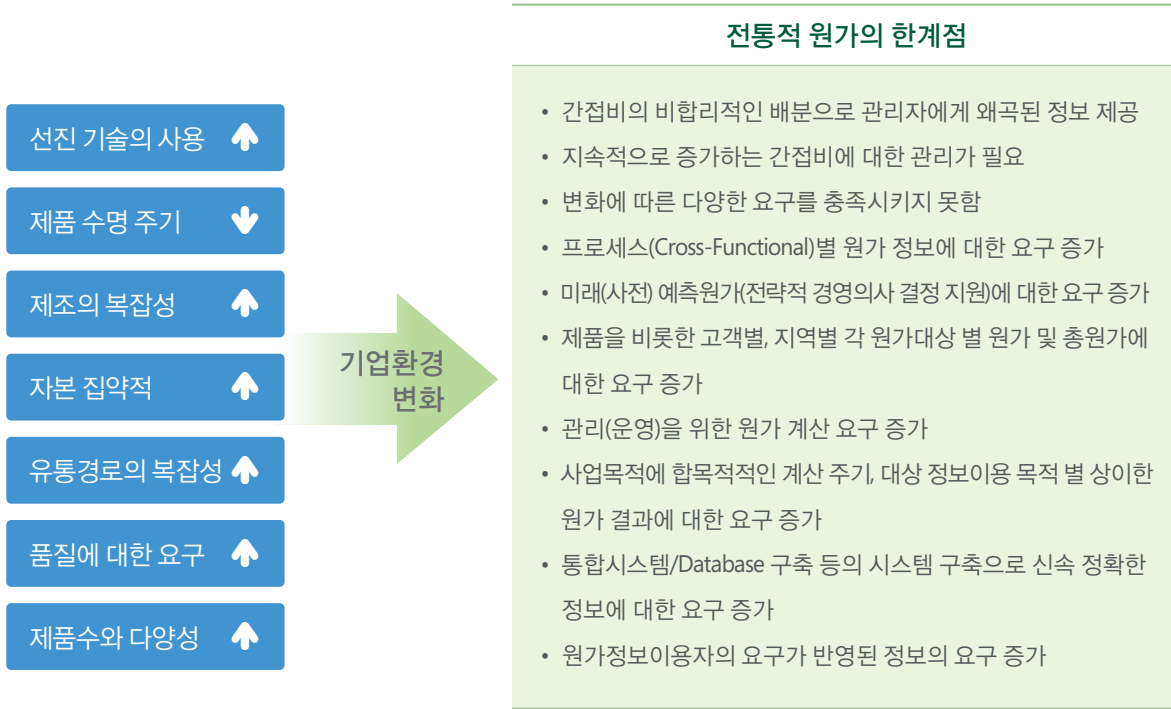 선진 기술의 사용
제품 수명 주기
제조의 복잡성
자본 집약적
유통경로의 복잡성
품질에 대한 요구
제품수와 다양성
기업환경
변화
전통적 원가의 한계점
• 간접비의 비합리적인 배분으로 관리자에게 왜곡된 정보 제공
• 지속적으로 증가하는 간접비에 대한 관리가 필요
• 변화에 따른 다양한 요구를 충족시키지 못함
• 프로세스(Cross-Functional)별 원가 정보에 대한 요구 증가
• 미래(사전) 예측원가(전략적 경영의사 결정 지원)에 대한 요구 증가
• 제품을 비롯한 고객별, 지역별 각 원가대상 별 원가 및 총원가에
대한 요구 증가
• 관리(운영)을 위한 원가 계산 요구 증가
• 사업목적에 합목적적인 계산 주기, 대상 정보이용 목적 별 상이한
원가 결과에 대한 요구 증가
• 통합시스템/Database 구축 등의 시스템 구축으로 신속 정확한
정보에 대한 요구 증가
• 원가정보이용자의 요구가 반영된 정보의 요구 증가